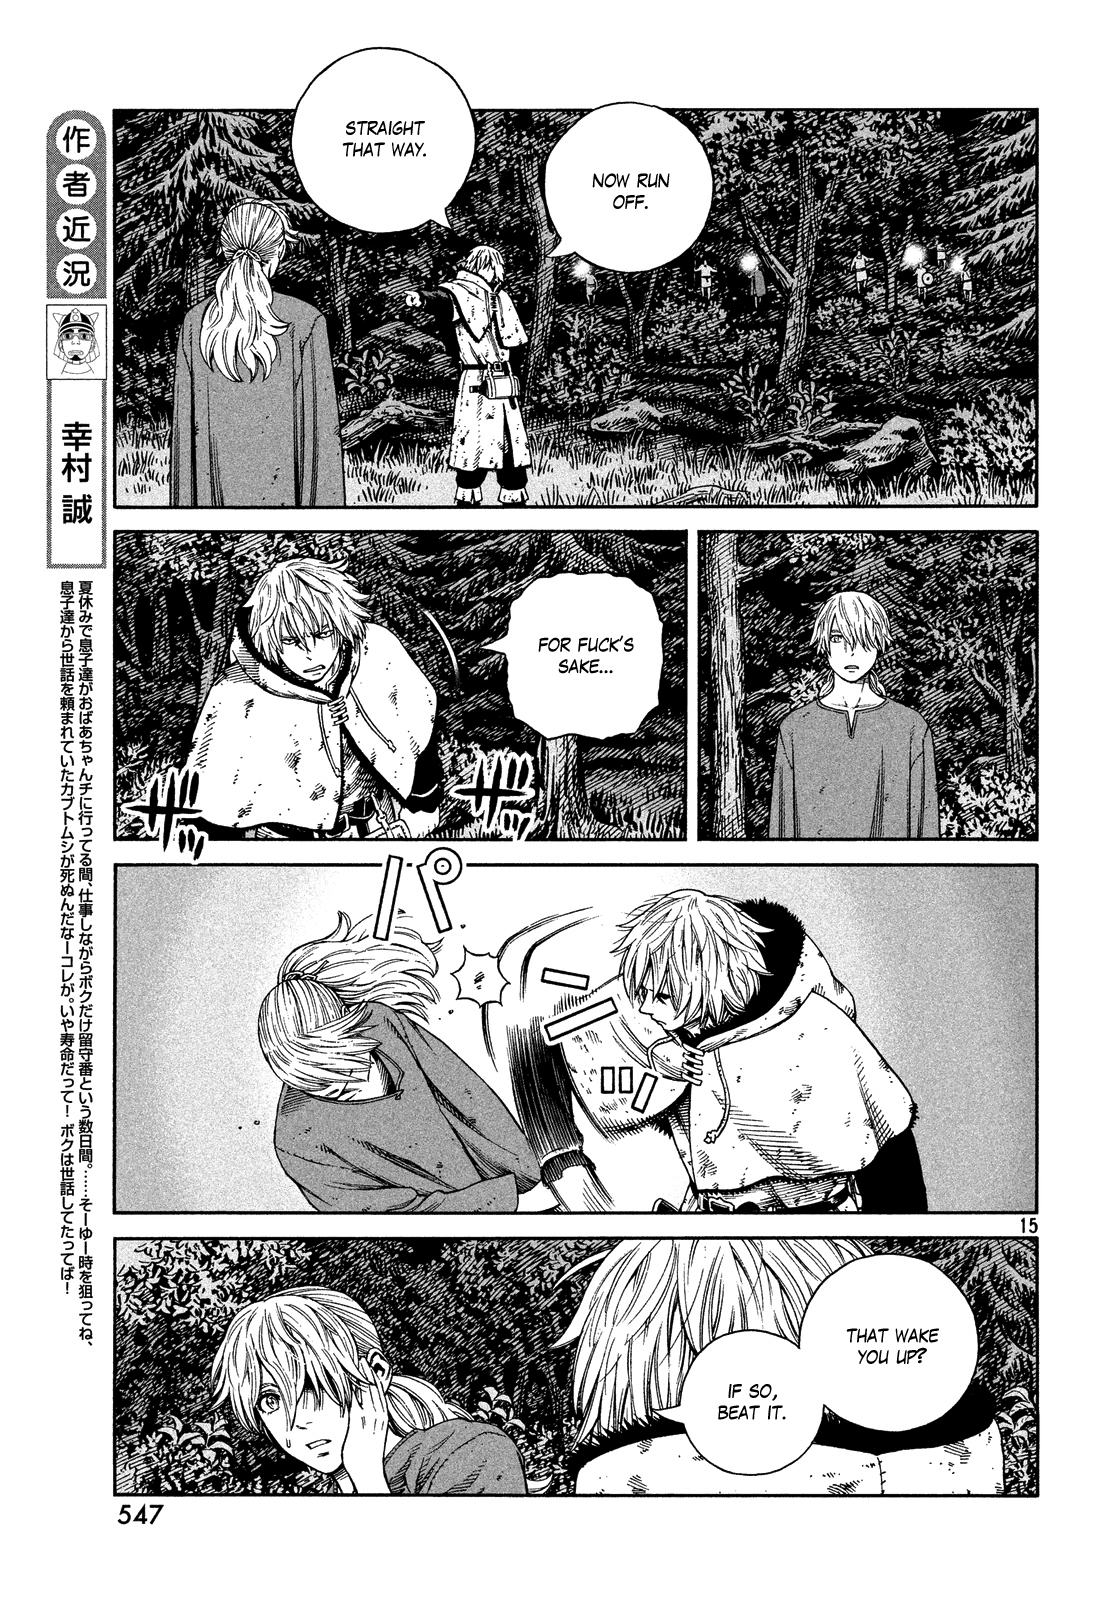 STRAIGHT
THAT WAY.
NOW RUN
OFF.
FOR FUCK'S
SAKE...
ザッ
ザッ
パ
ン
パン
THAT WAKE
YOU UP?
IF SO,
BEAT IT.
15
547
作者近況
幸村誠
夏休みで息子達がおばあちゃんチに行ってる間、仕事しながらボクだけ留守番という数日間。……そーゆー時を狙ってね、
息子達から世話を頼まれていたカブトムシが死ぬんだなーコレが。いや寿命だって！ボクは世話してたってば！